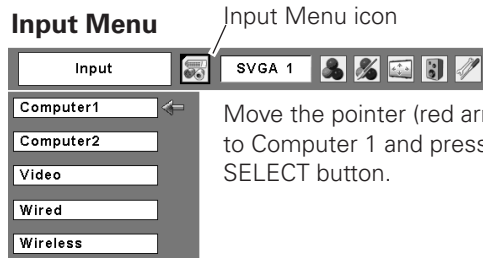 Input Menu
Input Menu icon
Input
SVGA 1
Computer1
Computer2
Video
Wired
Wireless
Move the pointer (red
to Computer 1 and press
SELECT button.